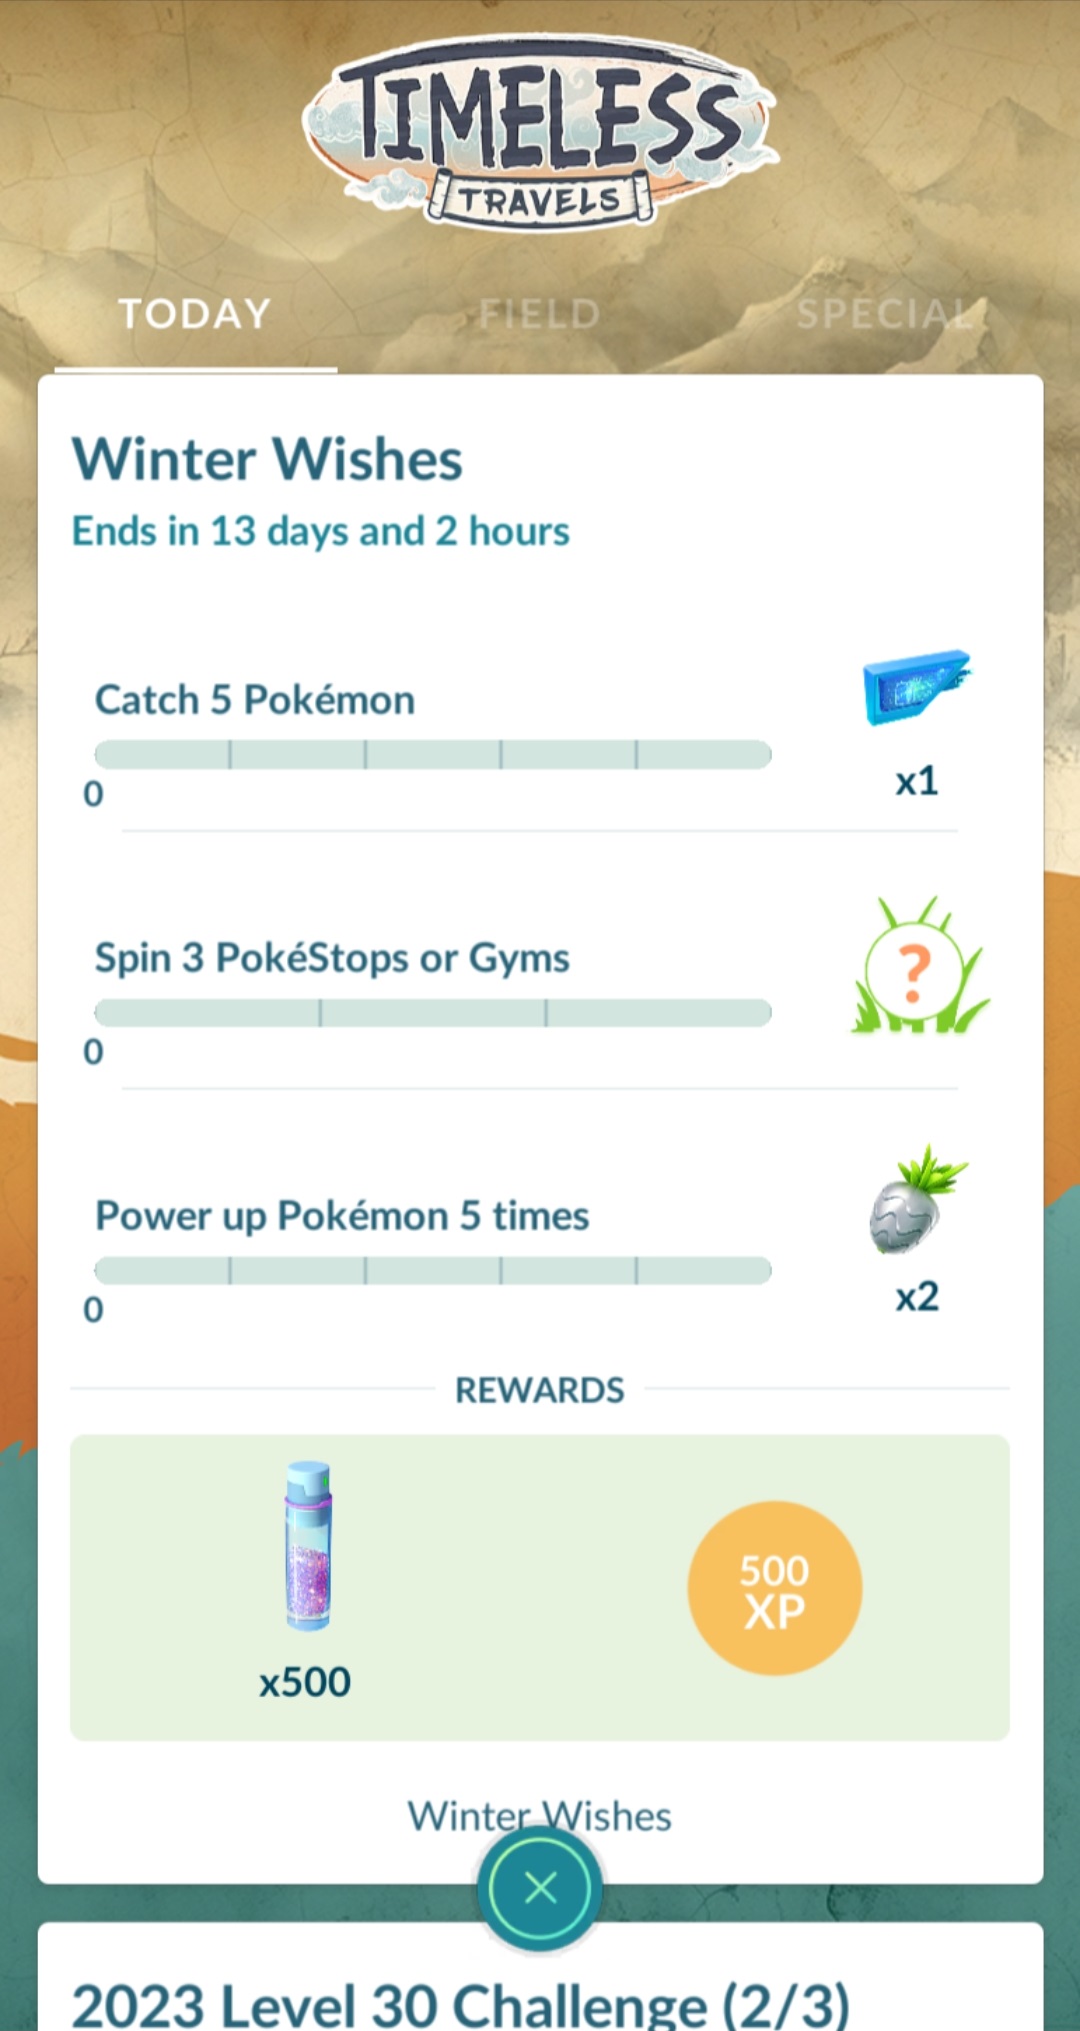 TIMELESS
TRAVELS
TODAY FIELD SPECIAL
Winter Wishes
Ends in 13 days and 2 hours
Catch 5 Pokémon
0
x1
Spin 3 PokéStops or Gyms
?
0
Power up Pokémon 5 times
0
x2
REWARDS
500
XP
x500
Winter Wishes
2023 Level 30 Challenge (2/3)